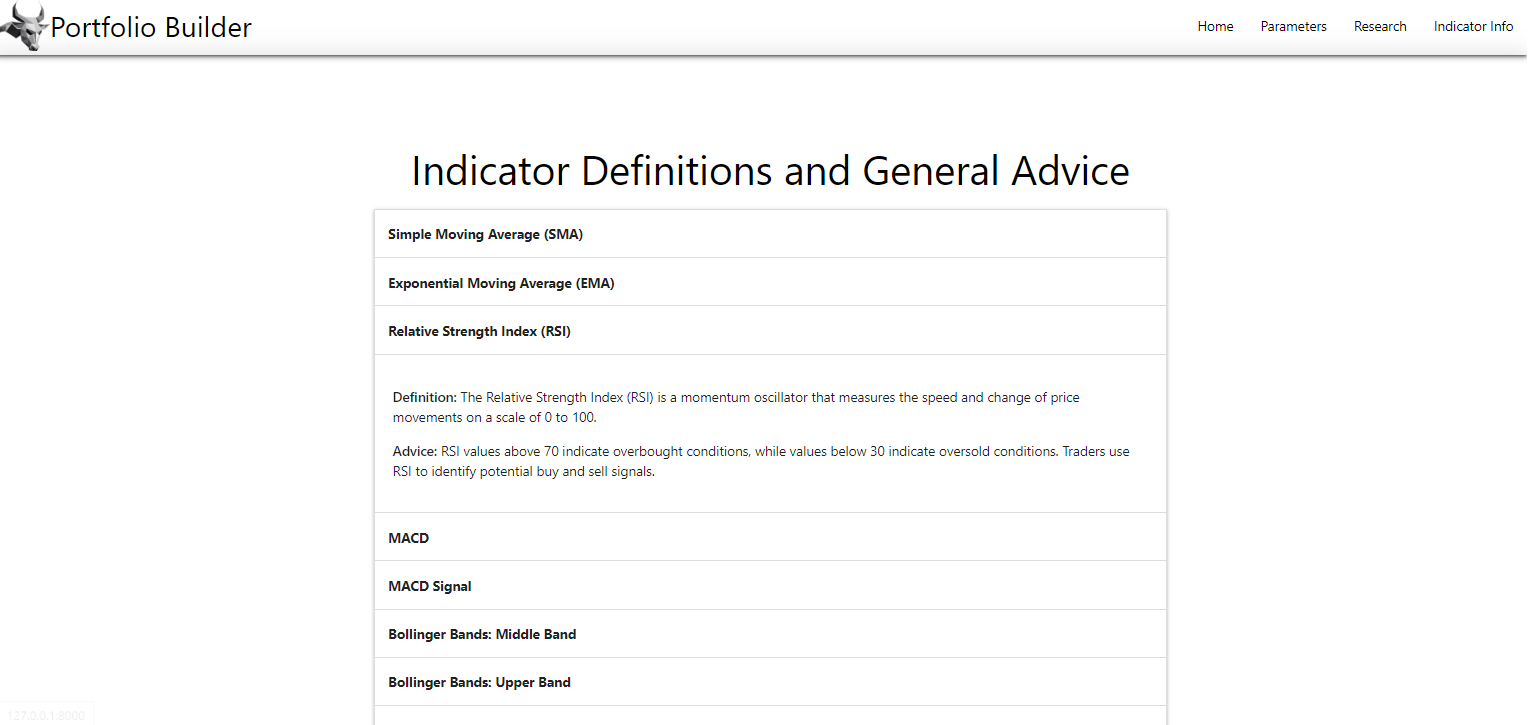 Portfolio Builder
Home Parameters Research Indicator Info
Indicator Definitions and General Advice
Simple Moving Average (SMA)
Exponential Moving Average (EMA)
Relative Strength Index (RSI)
Definition: The Relative Strength Index (RSI) is a momentum oscillator that measures the speed and change of price
movements on a scale of 0 to 100.
Advice: RSI values above 70 indicate overbought conditions, while values below 30 indicate oversold conditions. Traders use
RSI to identify potential buy and sell signals.
MACD
MACD Signal
Bollinger Bands: Middle Band
Bollinger Bands: Upper Band
127.0.0.1:8000